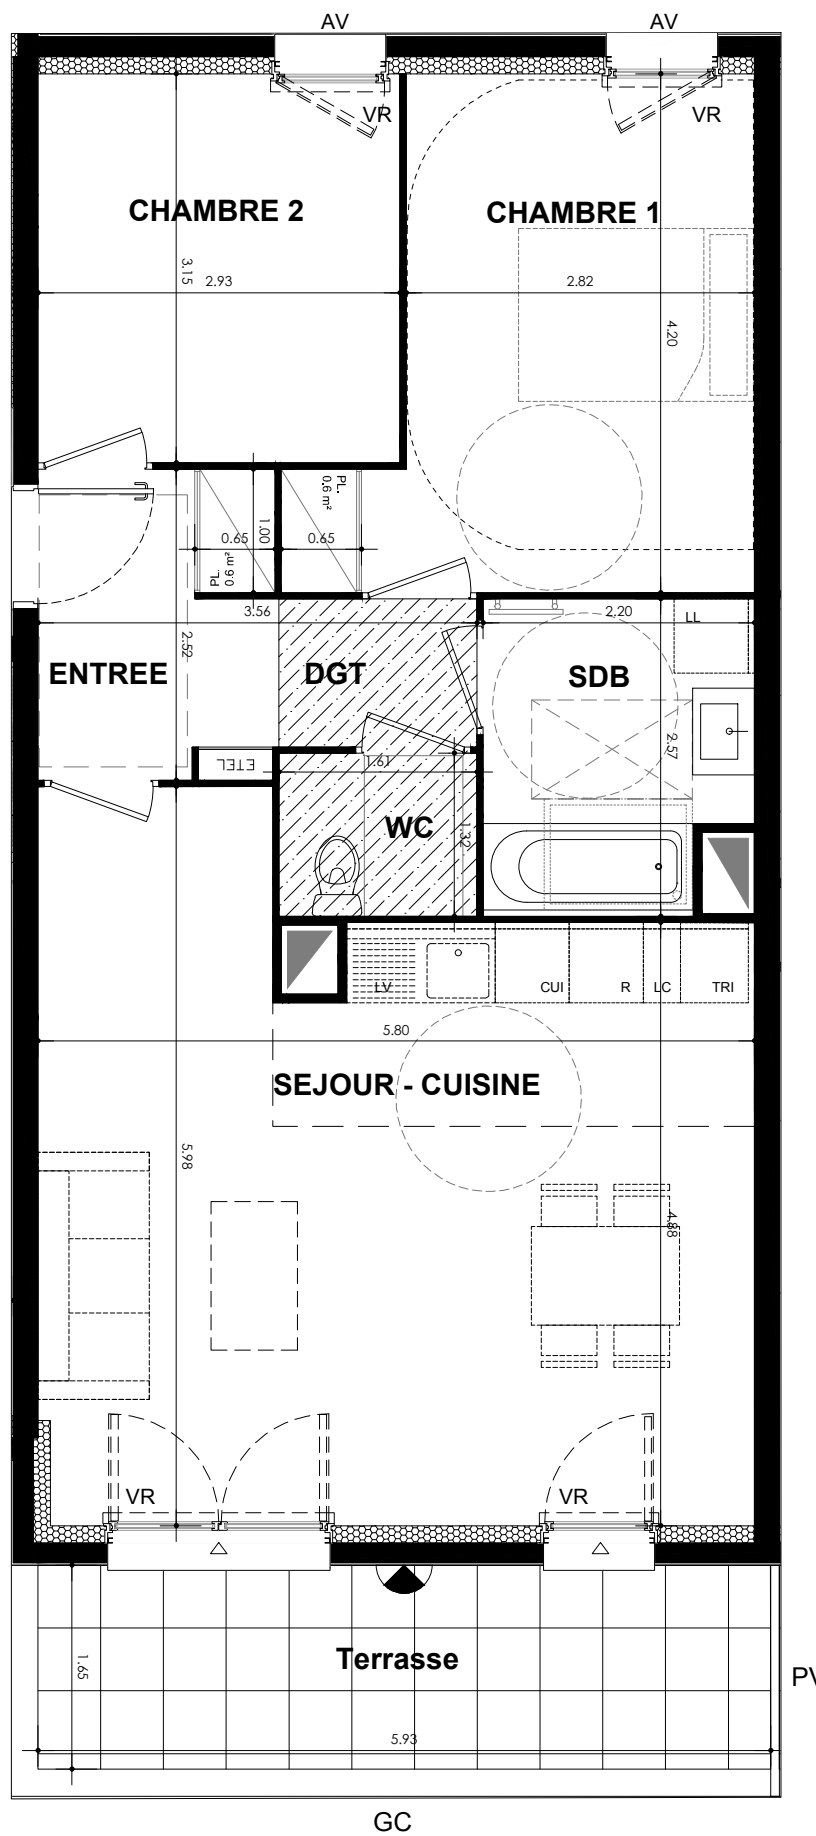 AV AV
VR VR
CHAMBRE 2 CHAMBRE 1
3.15
2.93 2.82
4.20
PL.
0.6 m²
1.00
0.65 0.65
PL.
0.6 m²
3.56 2.20
LL
2.52
ENTREE DGT SDB
2.57
ETEL
1.61
WC
1.32
LV CUI R LC TRI
5.80
SEJOUR - CUISINE
5.98
4.88
VR VR
Terrasse
1.65
PV
5.93
GC